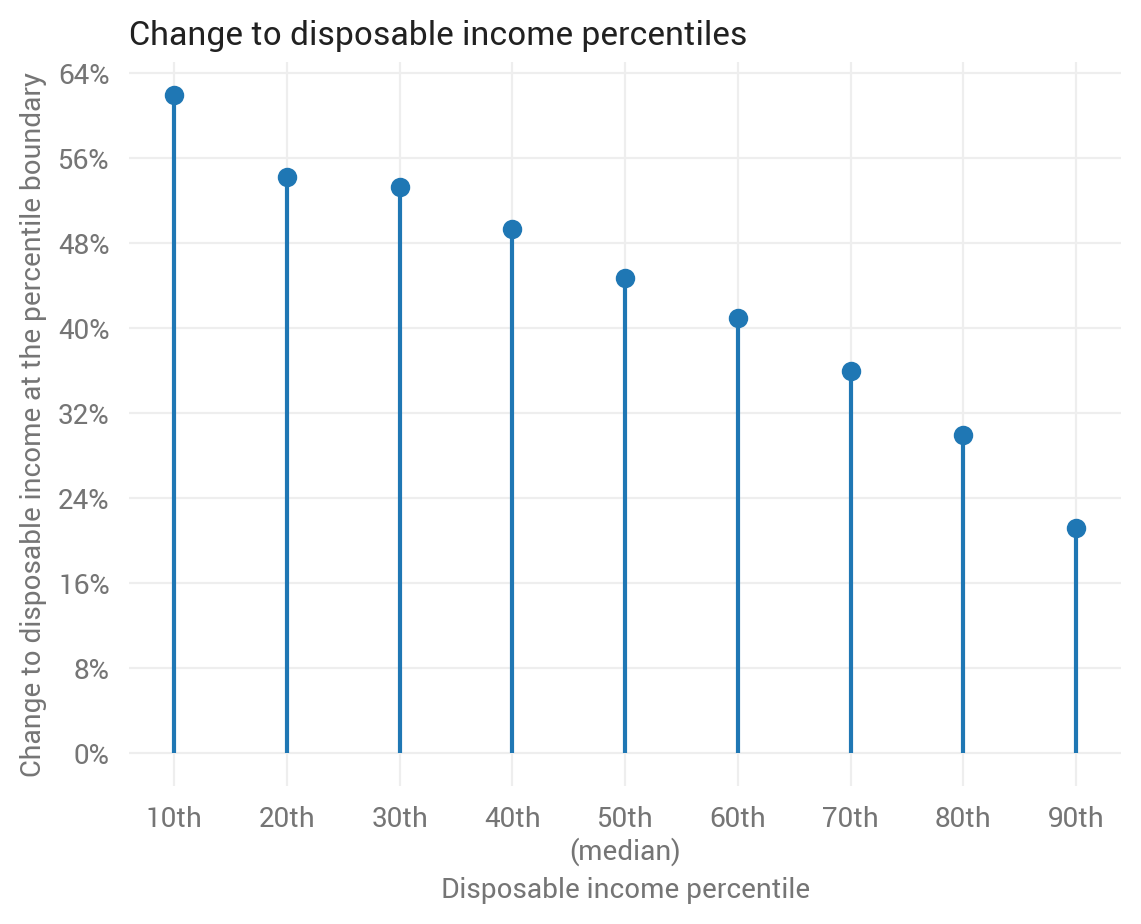 Change to disposable income percentiles
Change to disposable income at the percentile boundary
64%
56%
48%
40%
32%
24%
16%
8%
0%
10th 20th 30th 40th 50th 60th 70th 80th 90th
(median)
Disposable income percentile